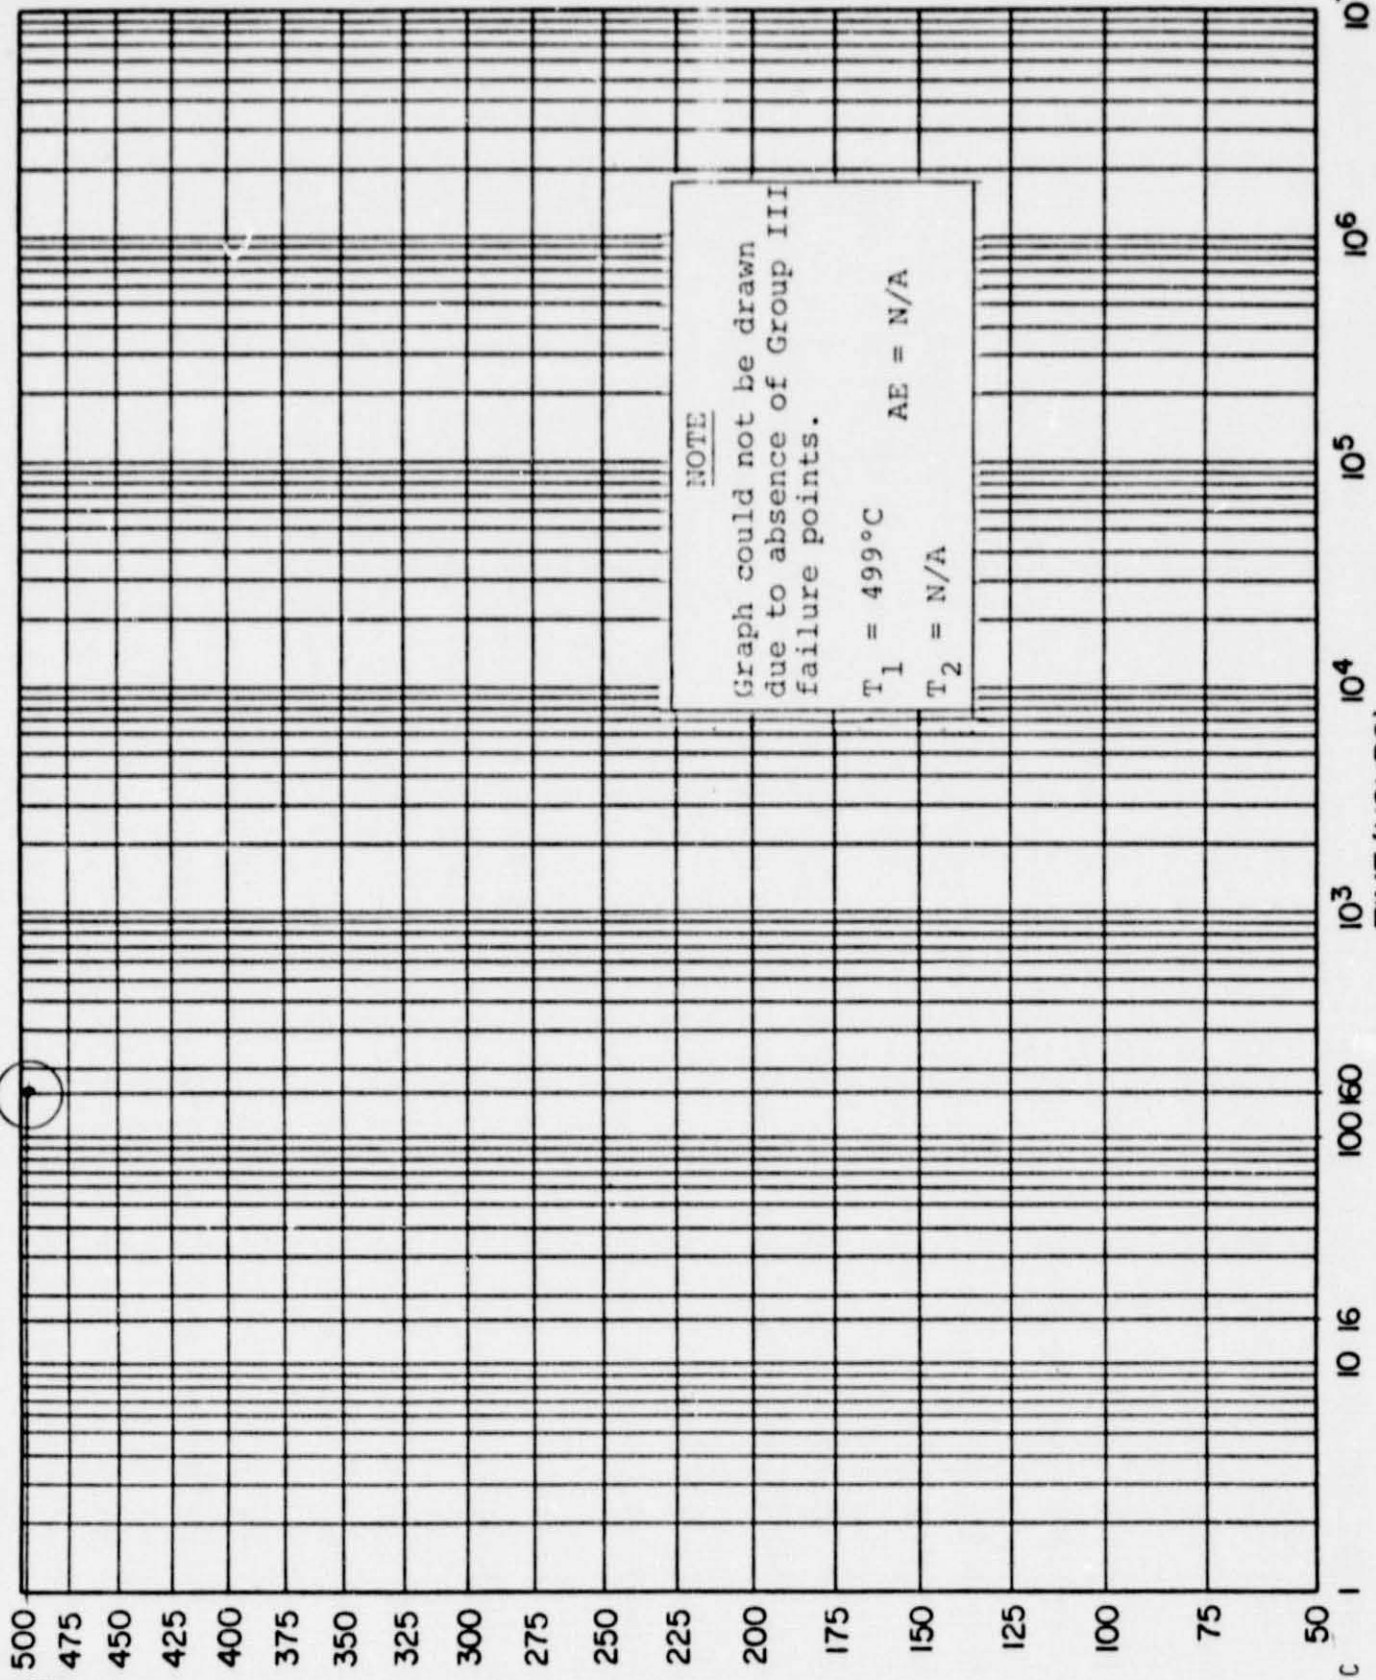 500
475
450
425
400
375
350
325
300
275
250
225
200
175
150
125
100
75
50
C
NOTE
Graph could not be drawn
due to absence of Group III
failure points.
T1 = 499°C
AE = N/A
T2 = N/A
1 10 16 100 160 10³ 10⁴ 10⁵ 10⁶